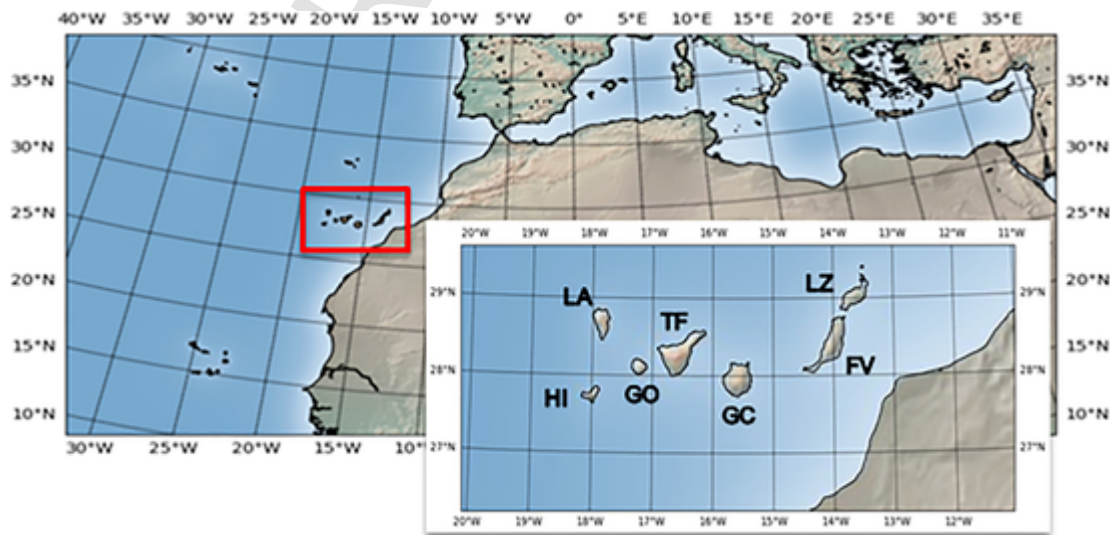 40°W 35°W 30°W 25°W 20°W 15°W 10°W 5°W 0° 5°E 10°E 15°E 20°E 25°E 30°E 35°E
35°N 35°N
30°N 30°N
25°N 25°N
20°N 20°N
15°N 15°N
10°N 10°N
30°W 25°W 20°W 15°W 10°
20°W 19°W 18°W 17°W 16°W 15°W 14°W 13°W 12°W 11°W
29°N LA LZ 29°N
TF
28°N GO FV 28°N
HI GC
27°N 27°N
20°W 19°W 18°W 17°W 16°W 15°W 14°W 13°W 12°W